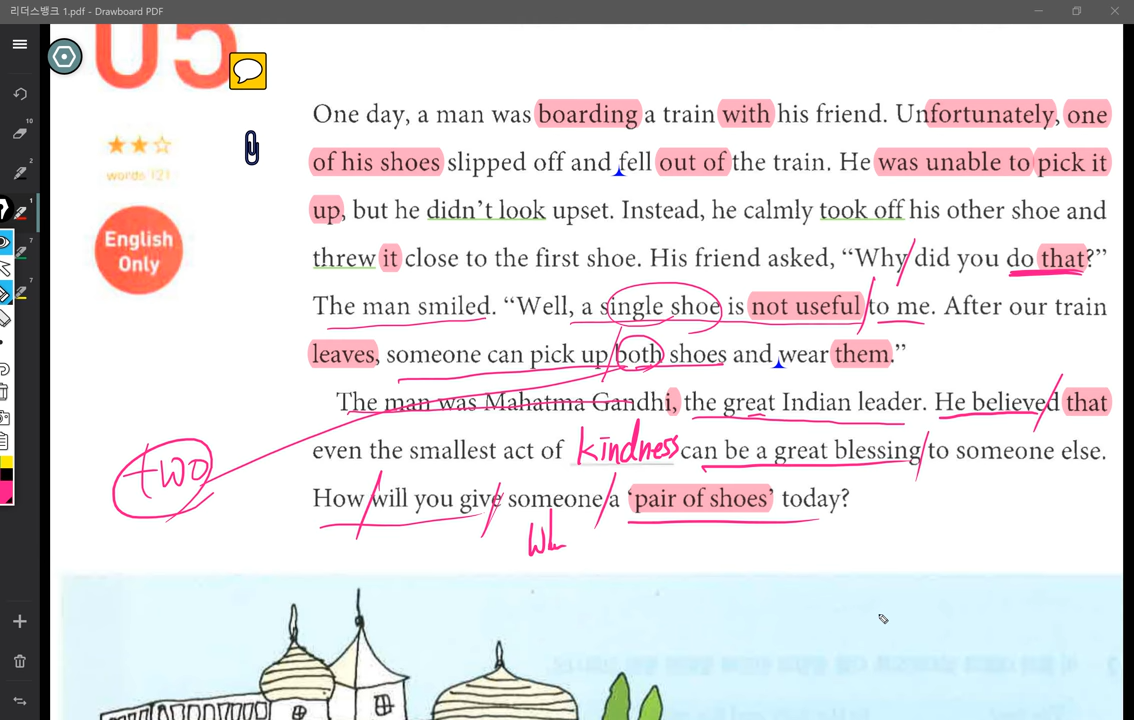 리더스뱅크 1.pdf - Drawboard PDF
05
words 121
English
Only
One day, a man was boarding a train with his friend. Unfortunately, one
of his shoes slipped off and fell out of the train. He was unable to pick it
up, but he didn't look upset. Instead, he calmly took off his other shoe and
threw it close to the first shoe. His friend asked, “Why did you do that?”
The man smiled. “Well, a single shoe is not useful to me. After our train
leaves, someone can pick up both shoes and wear them.”
The man was Mahatma Gandhi, the great Indian leader. He believed that
even the smallest act of kindness can be a great blessing to someone else.
How will you give someone a ‘pair of shoes’ today?
two
10
2
1
7
7